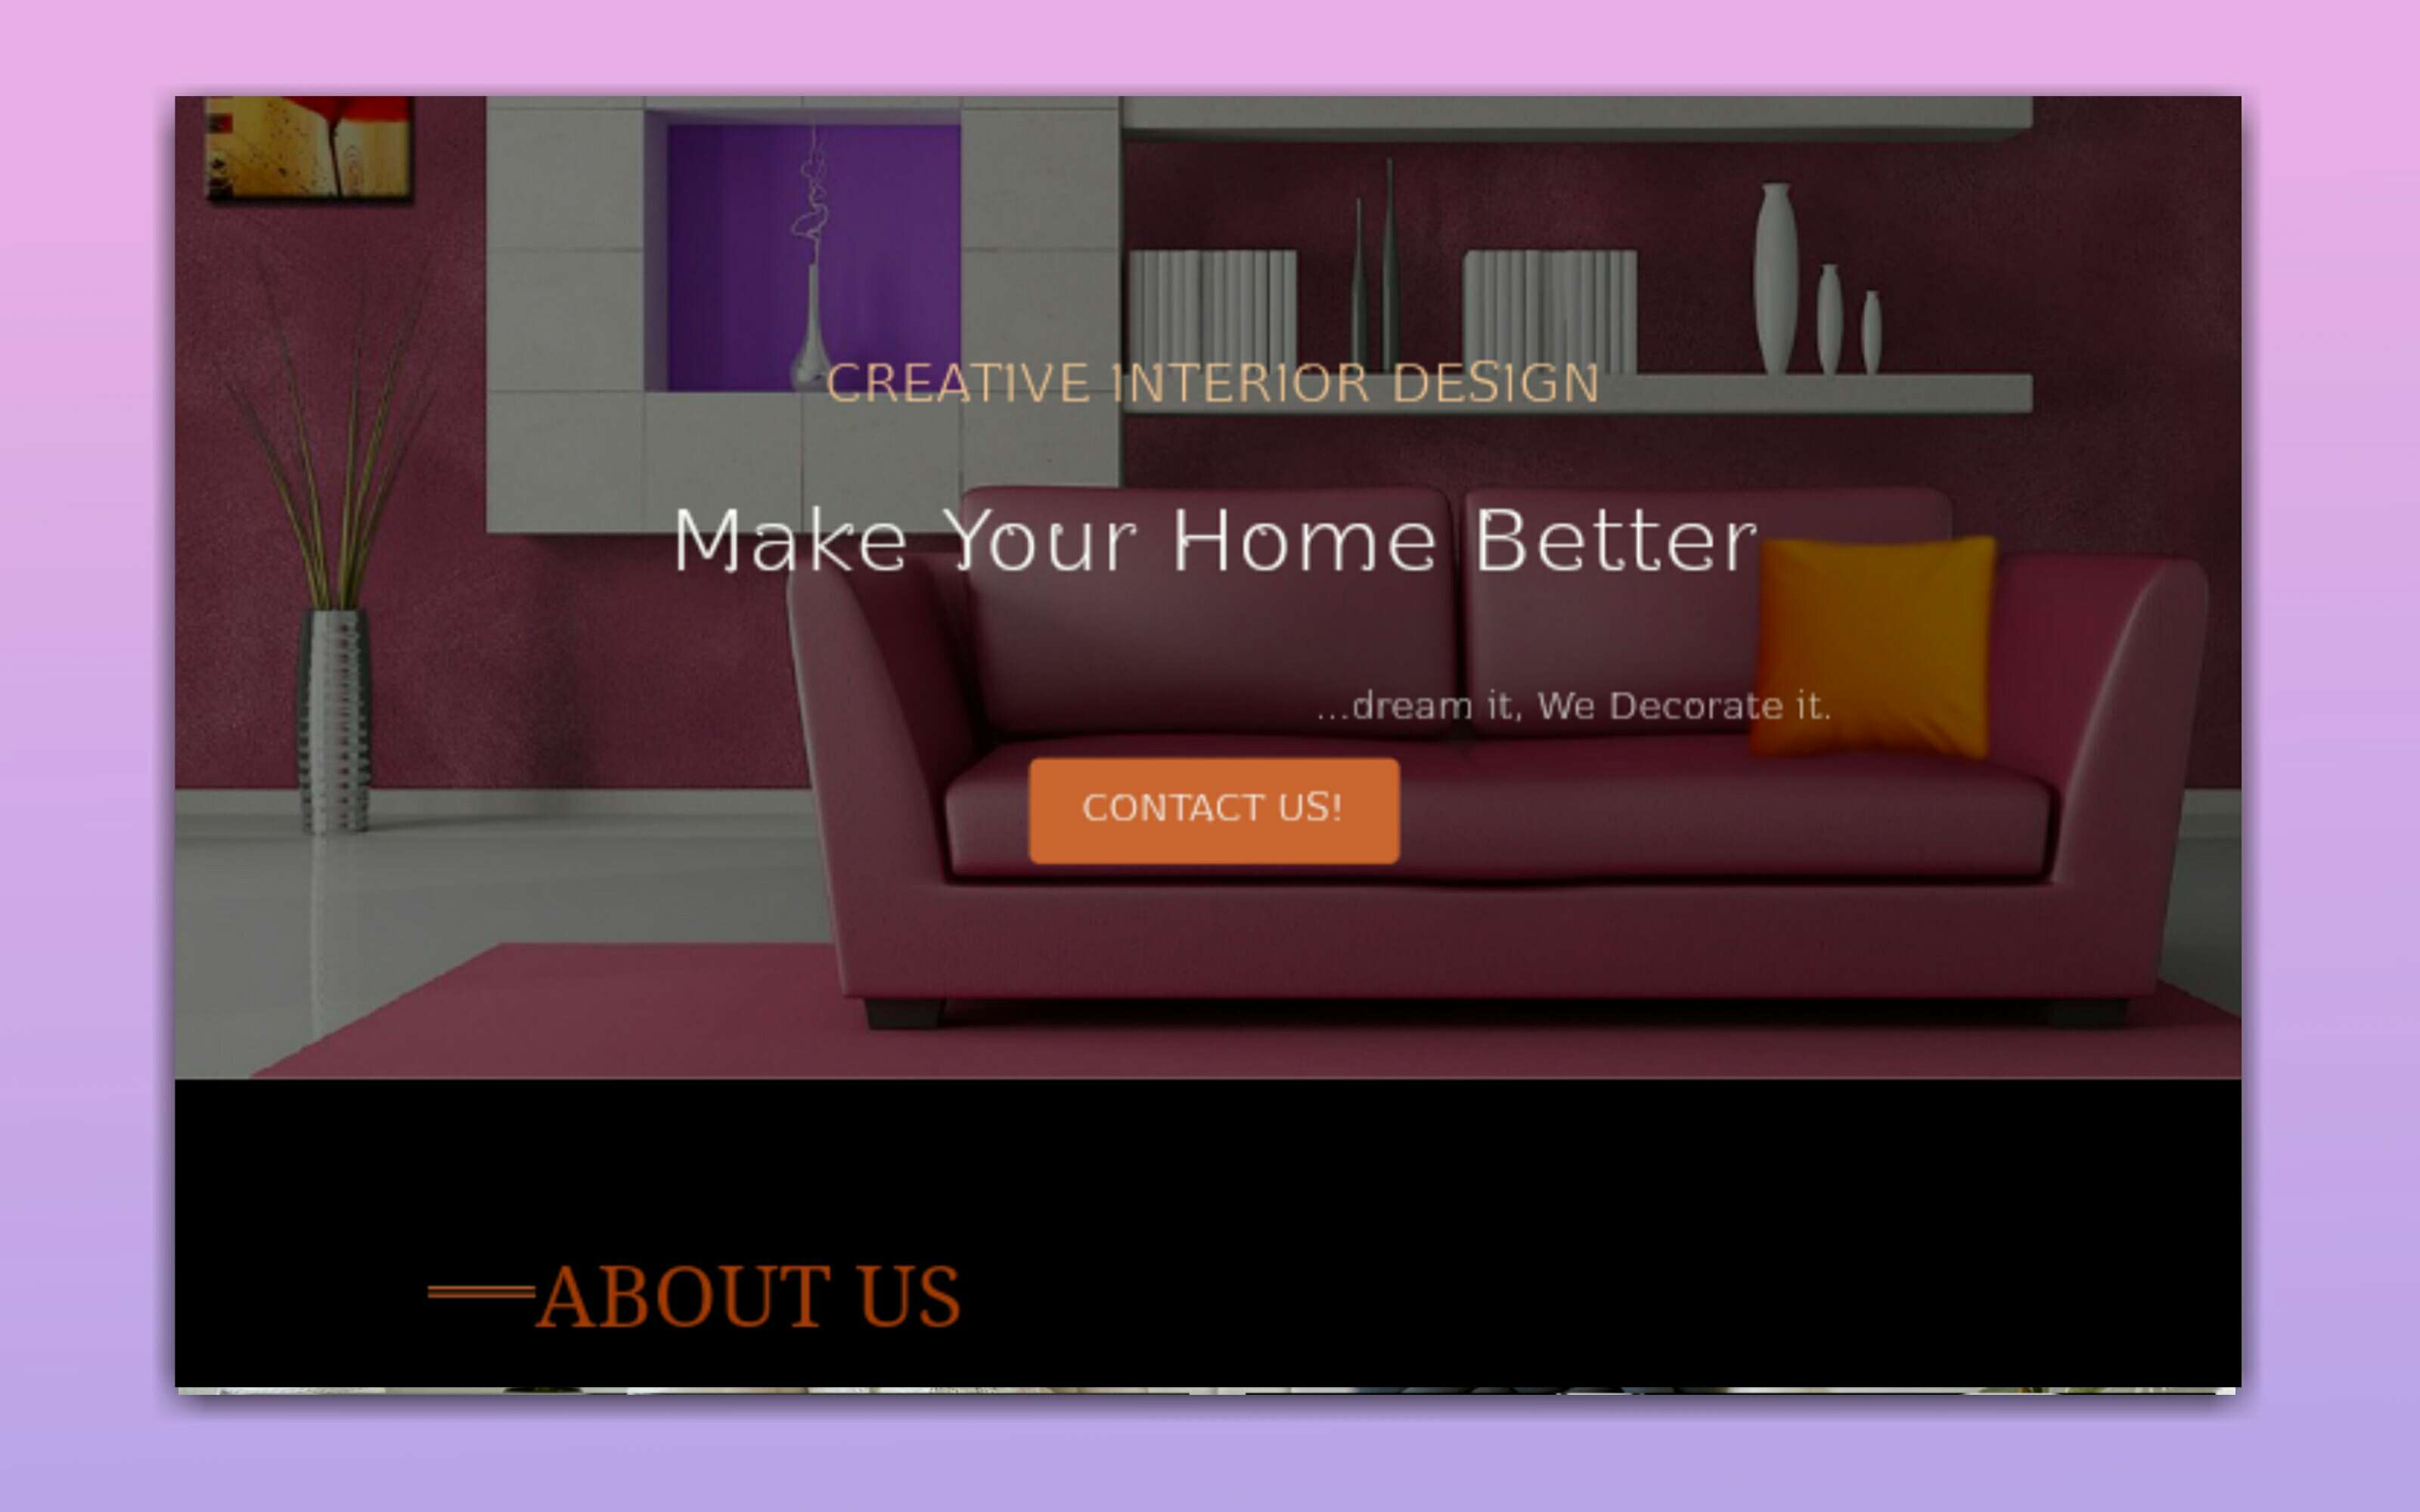 CREATIVE INTERIOR DESIGN
Make Your Home Better
...dream it, We Decorate it.
CONTACT US!
ABOUT US